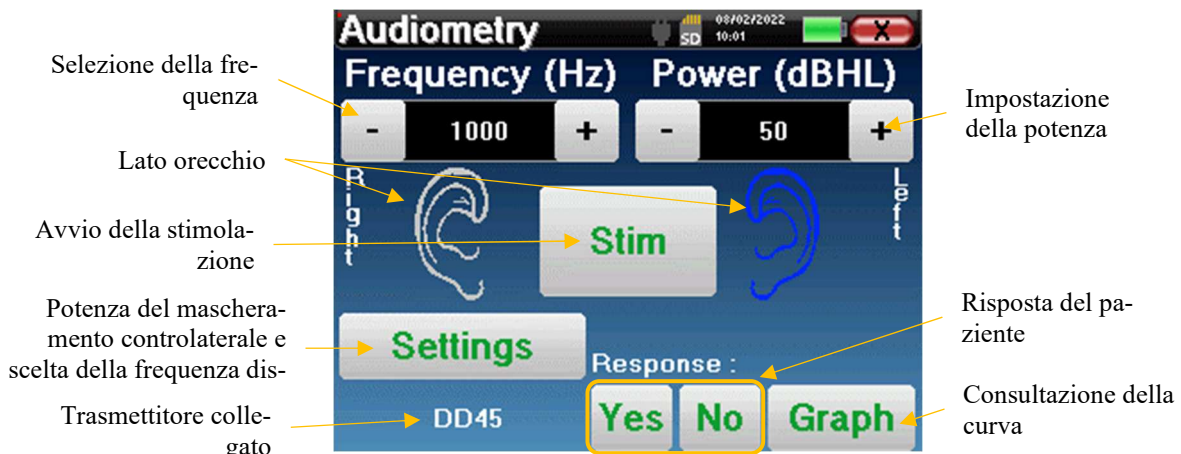 Selezione della fre-
quenza
Lato orecchio
Avvio della stimola-
zione
Potenza del maschera-
mento controlaterale e
scelta della frequenza dis-
Trasmettitore colle-
gato
Audiometry
SD
08/02/2022
10:01
X
Frequency (Hz)
Power (dBHL)
- 1000 +
- 50 +
Right
Left
Stim
Settings
Response :
DD45
Yes
No
Graph
Impostazione
della potenza
Risposta del pa-
ziente
Consultazione della
curva